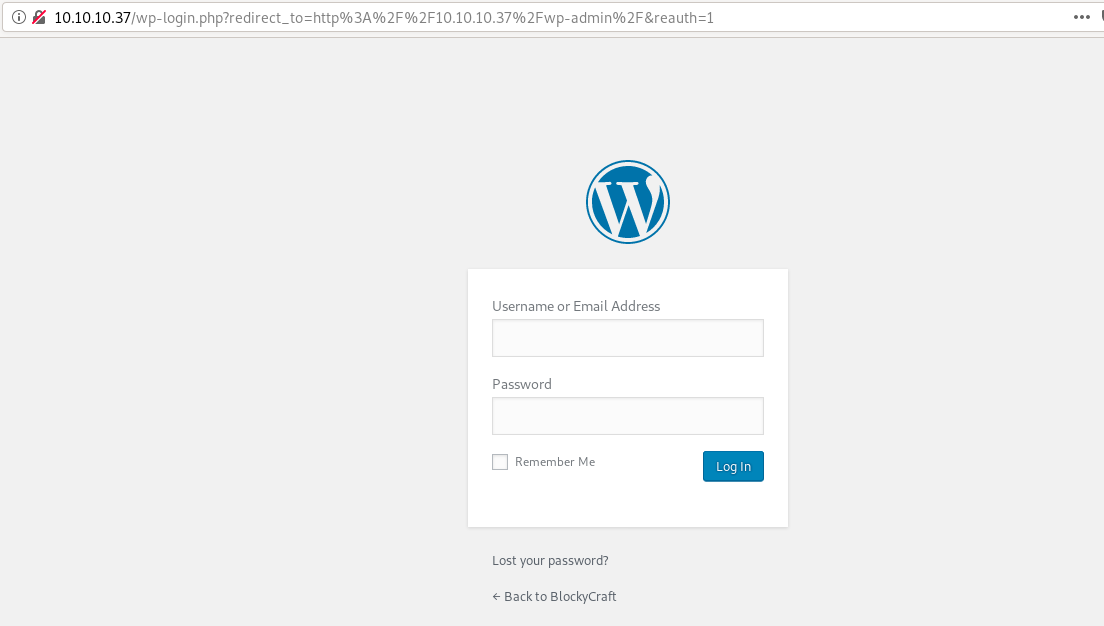 10.10.10.37/wp-login.php?redirect_to=http%3A%2F%2F10.10.10.37%2Fwp-admin%2F&reauth=1
Username or Email Address
Password
Remember Me
Log In
Lost your password?
← Back to BlockyCraft